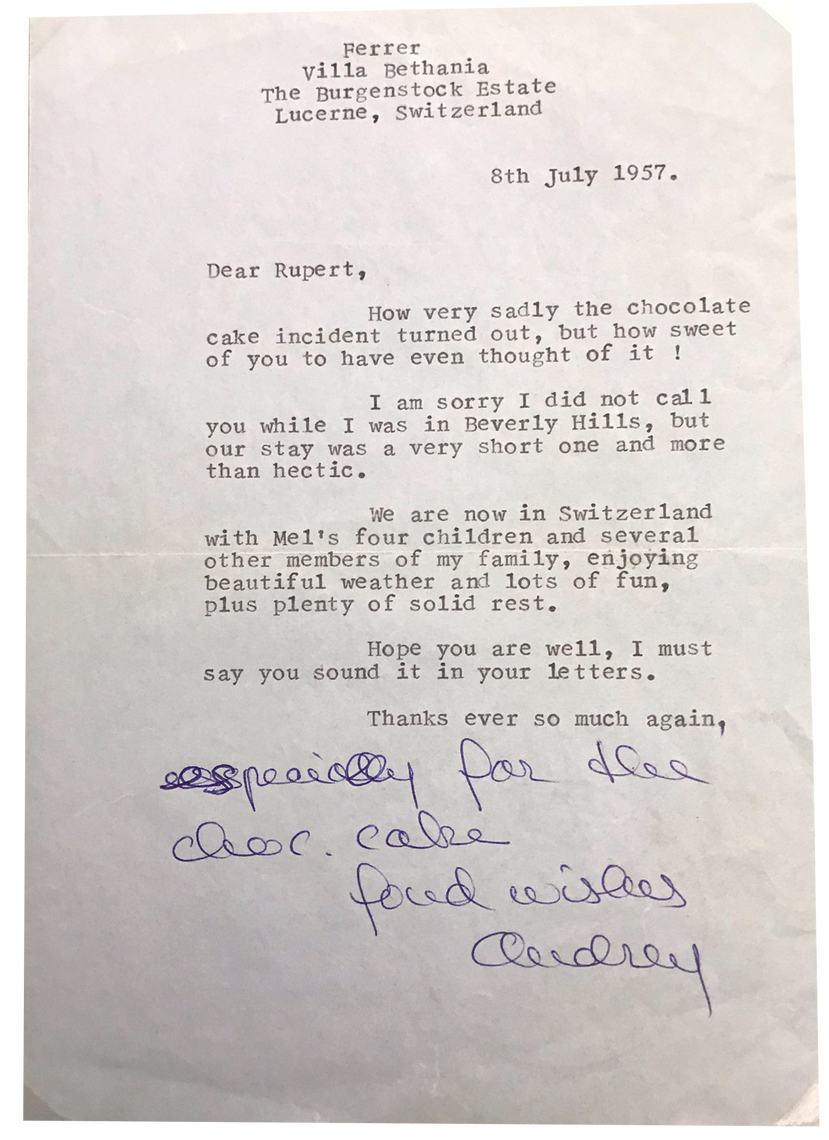 Ferrer
Villa Bethania
The Burgenstock Estate
Lucerne, Switzerland
8th July 1957.
Dear Rupert,
How very sadly the chocolate
cake incident turned out, but how sweet
of you to have even thought of it !
I am sorry I did not call
you while I was in Beverly Hills, but
our stay was a very short one and more
than hectic.
We are now in Switzerland
with Mel's four children and several
other members of my family, enjoying
beautiful weather and lots of fun,
plus plenty of solid rest.
Hope you are well, I must
say you sound it in your letters.
Thanks ever so much again,
especially for the
choc. cake
fond wishes
Audrey